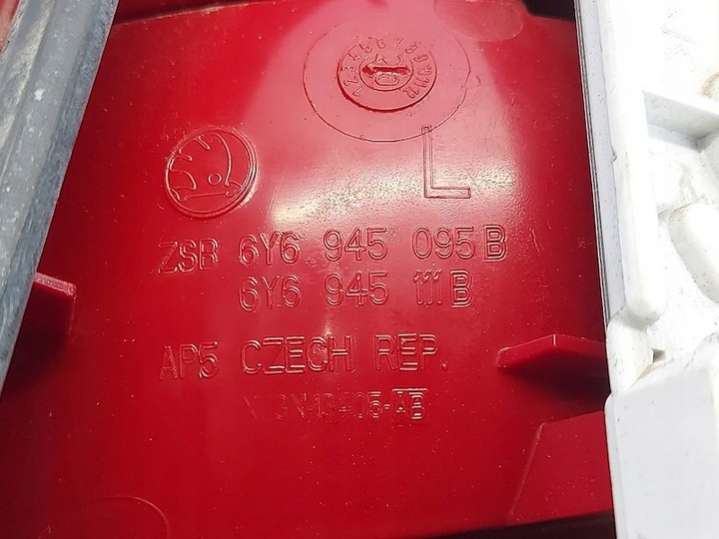 L
ZSB 6Y6 945 095 B
6Y6 945 111 B
AP5 CZECH REP.